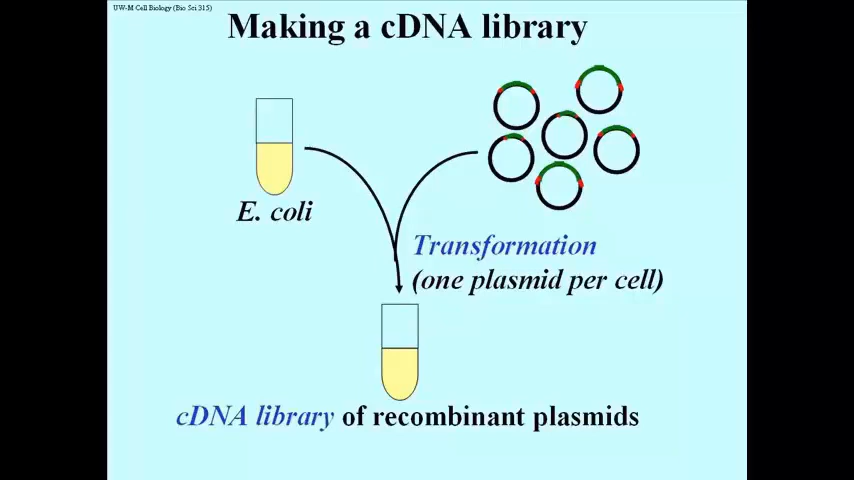 UW-M Cell Biology (Bio Sci 315)
Making a cDNA library
E. coli
Transformation
(one plasmid per cell)
cDNA library of recombinant plasmids